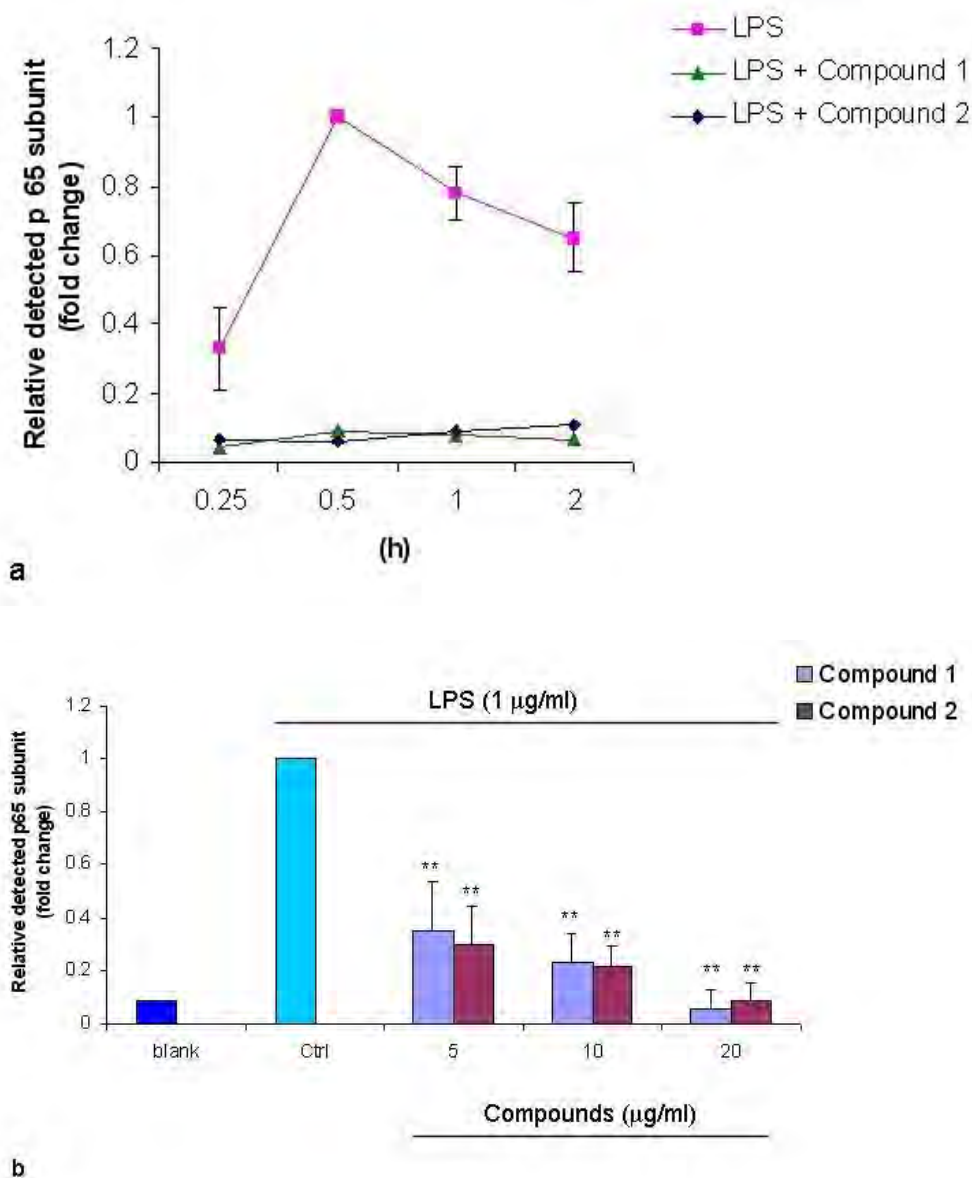 LPS
LPS + Compound 1
LPS + Compound 2
Relative detected p 65 subunit
(fold change)
1.2
1
0.8
0.6
0.4
0.2
0
0.25 0.5 1 2
(h)
a
Compound 1
Compound 2
LPS (1 µg/ml)
Relative detected p65 subunit
(fold change)
1.2
1
0.8
0.6
0.4
0.2
0
** ** ** ** ** **
blank Ctrl 5 10 20
Compounds (µg/ml)
b